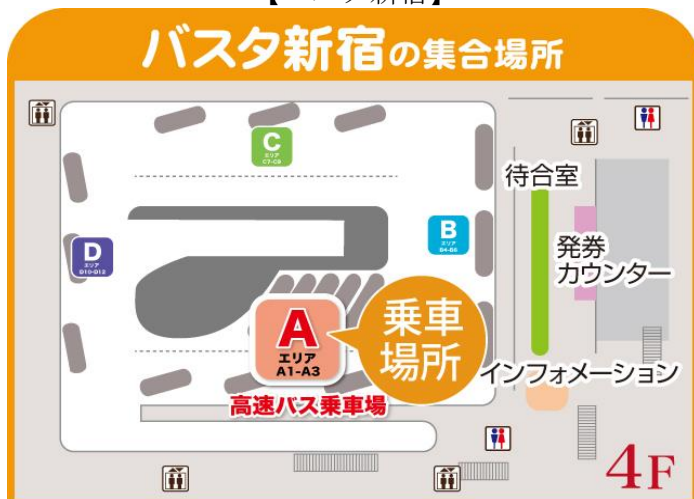 バスタ新宿の集合場所
C
エリア
C7-C9
待合室
D
エリア
D10-D12
B
エリア
B4-B6
発券
カウンター
A
エリア
A1-A3
乗車
場所
高速バス乗車場
インフォメーション
4F